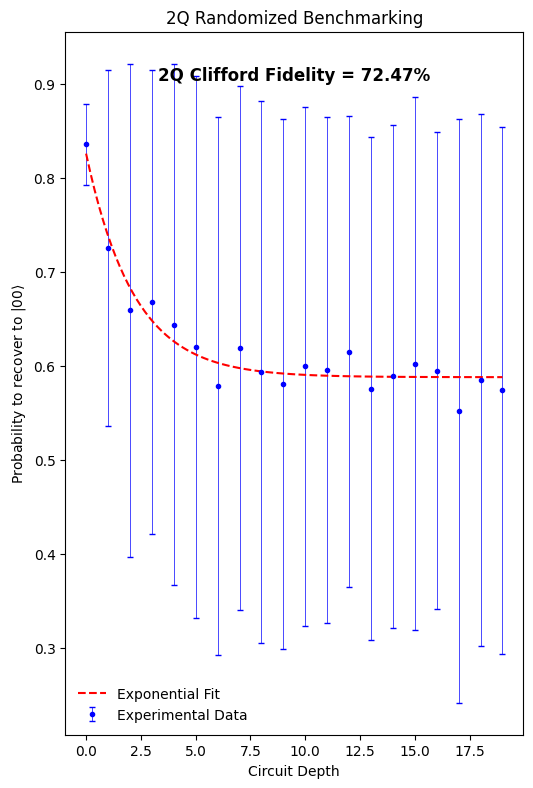 2Q Randomized Benchmarking
2Q Clifford Fidelity = 72.47%
Probability to recover to |00⟩
0.9
0.8
0.7
0.6
0.5
0.4
0.3
Exponential Fit
Experimental Data
0.0 2.5 5.0 7.5 10.0 12.5 15.0 17.5
Circuit Depth